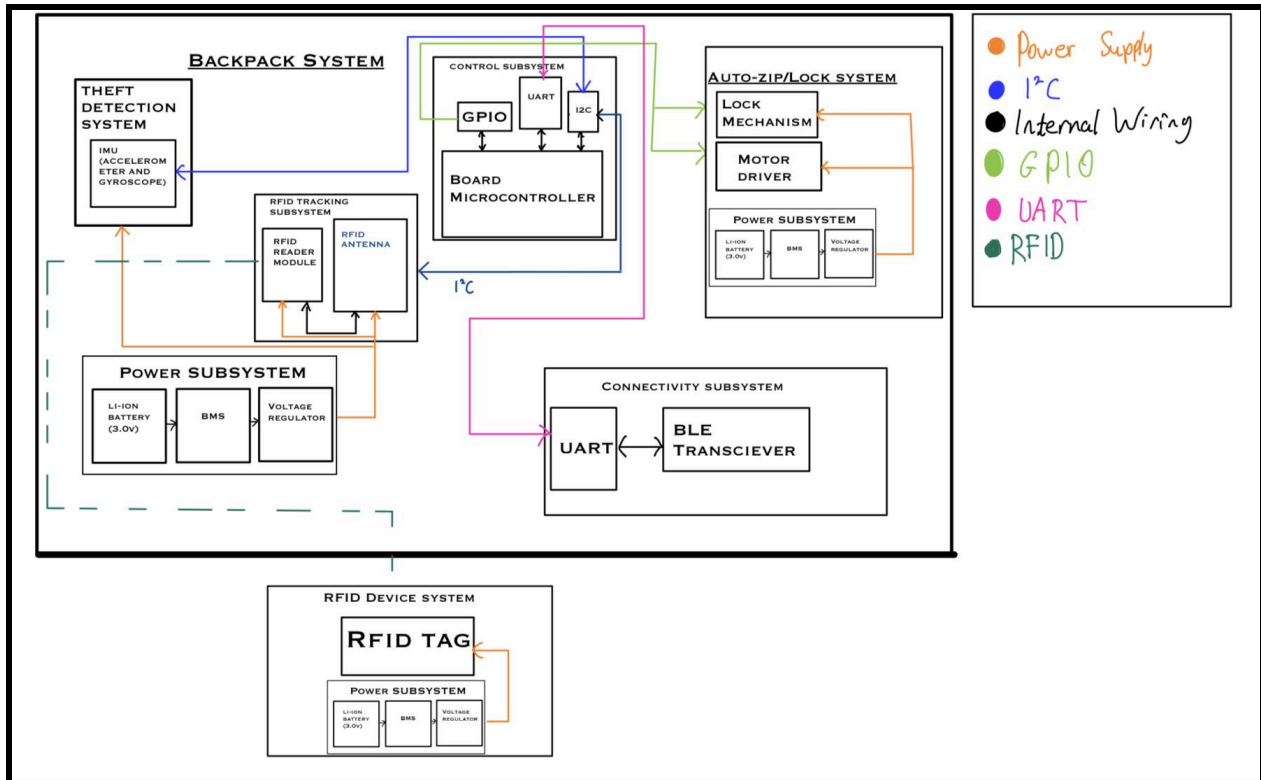 BACKPACK SYSTEM
THEFT
DETECTION
SYSTEM
IMU
(ACCELEROM
ETER AND
GYROSCOPE)
CONTROL SUBSYSTEM
GPIO
UART
I2C
BOARD
MICROCONTROLLER
AUTO-ZIP/LOCK SYSTEM
LOCK
MECHANISM
MOTOR
DRIVER
POWER SUBSYSTEM
LI-ION
BATTERY
(3.0V)
BMS
VOLTAGE
REGULATOR
RFID TRACKING
SUBSYSTEM
RFID
READER
MODULE
RFID
ANTENNA
I²C
POWER SUBSYSTEM
LI-ION
BATTERY
(3.0V)
BMS
VOLTAGE
REGULATOR
CONNECTIVITY SUBSYSTEM
UART
BLE
TRANSCIEVER
RFID DEVICE SYSTEM
RFID TAG
POWER SUBSYSTEM
LI-ION
BATTERY
(3.0V)
BMS
VOLTAGE
REGULATOR
Power Supply
I²C
Internal Wiring
GPIO
UART
RFID